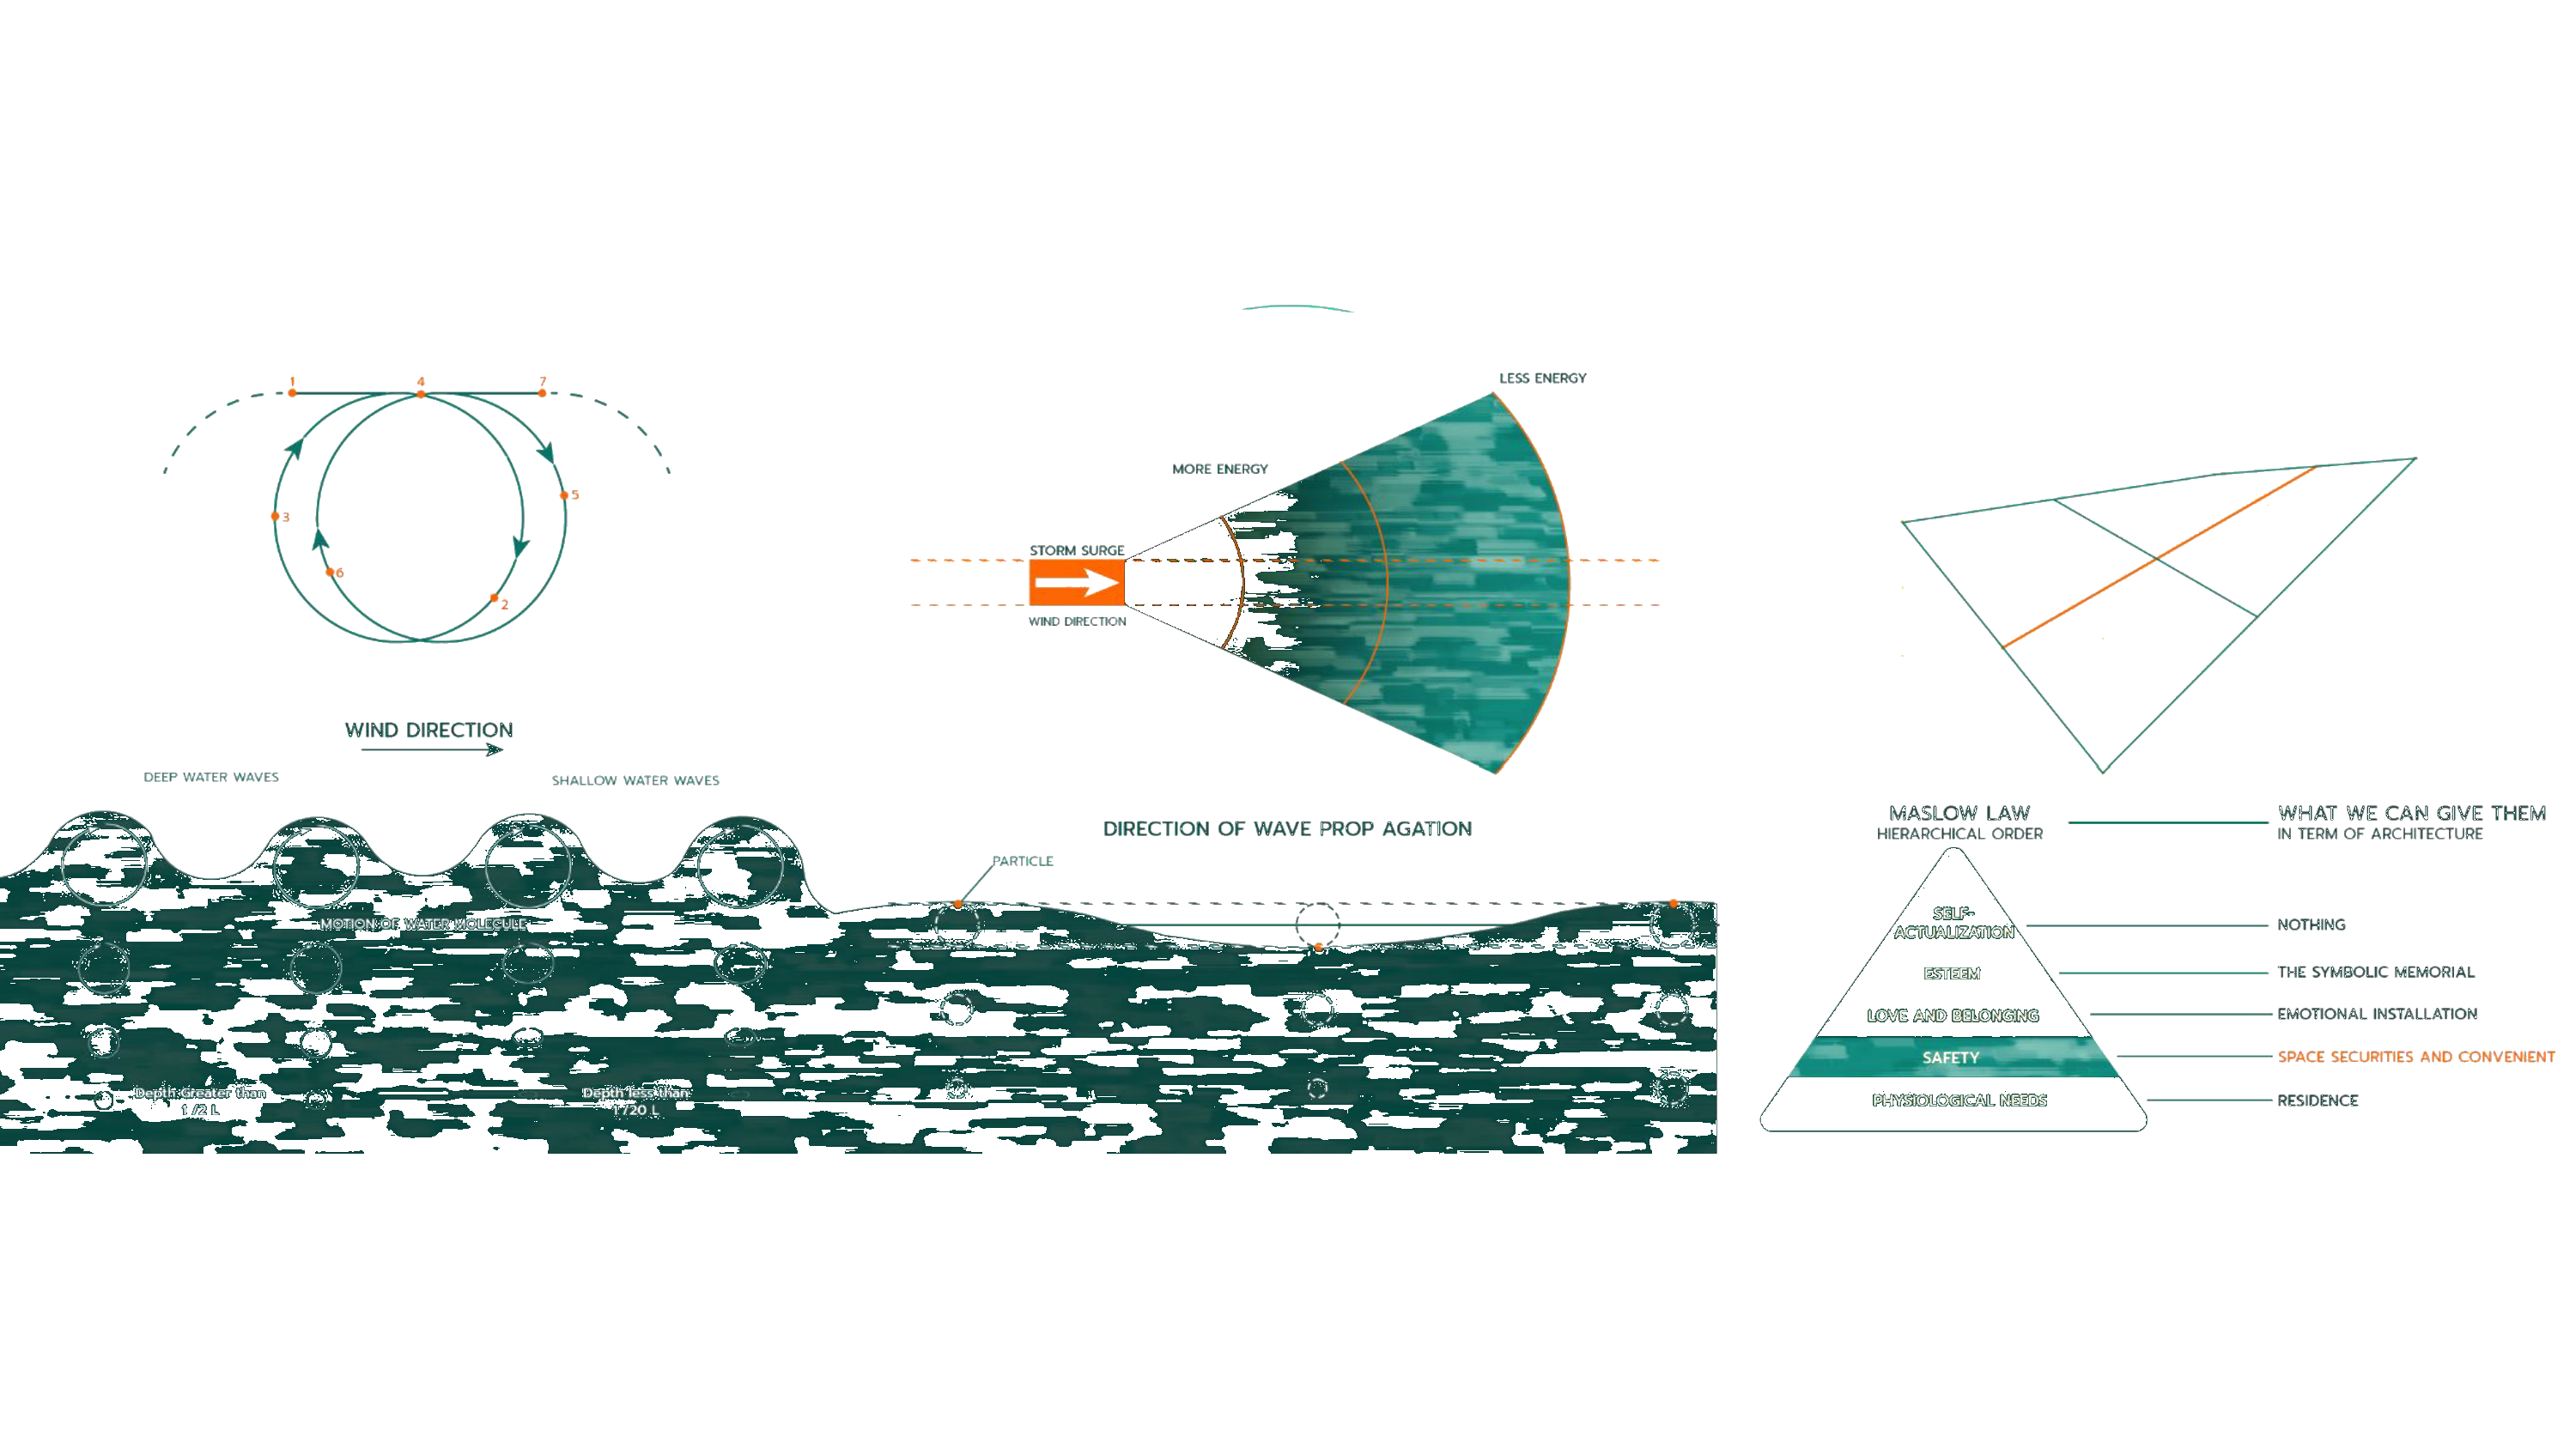 1
4
7
3
5
6
2
WIND DIRECTION
DEEP WATER WAVES
SHALLOW WATER WAVES
MOTION OF WATER MOLECULE
Depth Greater than
1 /2 L
Depth less than
1 /20 L
LESS ENERGY
MORE ENERGY
STORM SURGE
WIND DIRECTION
DIRECTION OF WAVE PROP AGATION
PARTICLE
MASLOW LAW
HIERARCHICAL ORDER
WHAT WE CAN GIVE THEM
IN TERM OF ARCHITECTURE
SELF-
ACTUALIZATION
NOTHING
ESTEEM
THE SYMBOLIC MEMORIAL
LOVE AND BELONGING
EMOTIONAL INSTALLATION
SAFETY
SPACE SECURITIES AND CONVENIENT
PHYSIOLOGICAL NEEDS
RESIDENCE